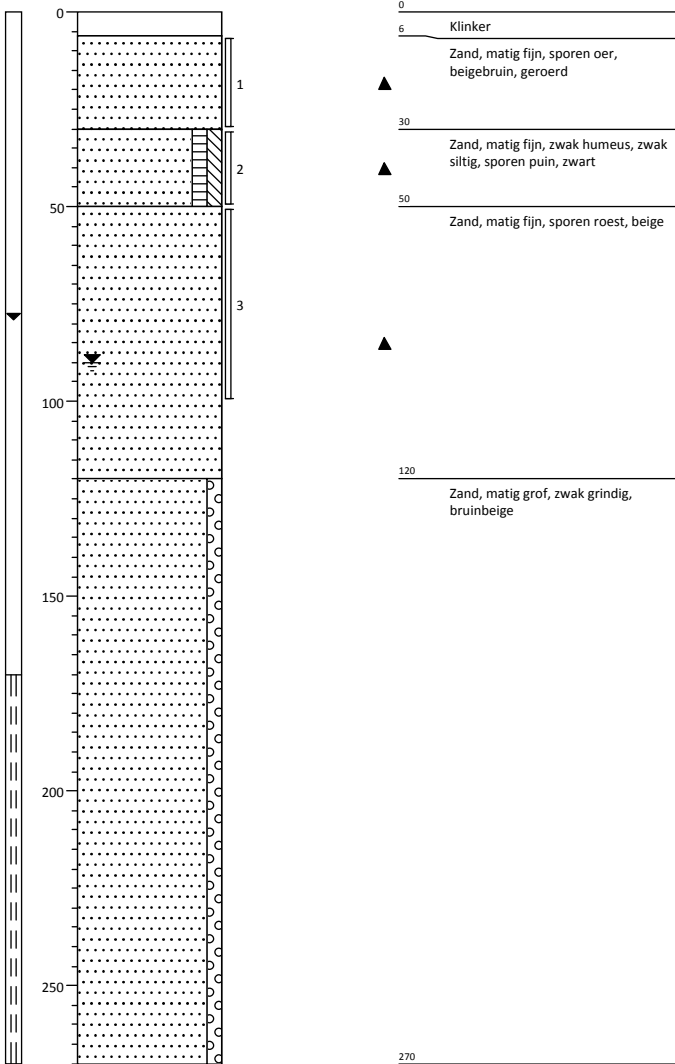 0
50
100
150
200
250
1
2
3
0
Klinker
6
Zand, matig fijn, sporen oer,
beigebruin, geroerd
30
Zand, matig fijn, zwak humeus, zwak
siltig, sporen puin, zwart
50
Zand, matig fijn, sporen roest, beige
120
Zand, matig grof, zwak grindig,
bruinbeige
270